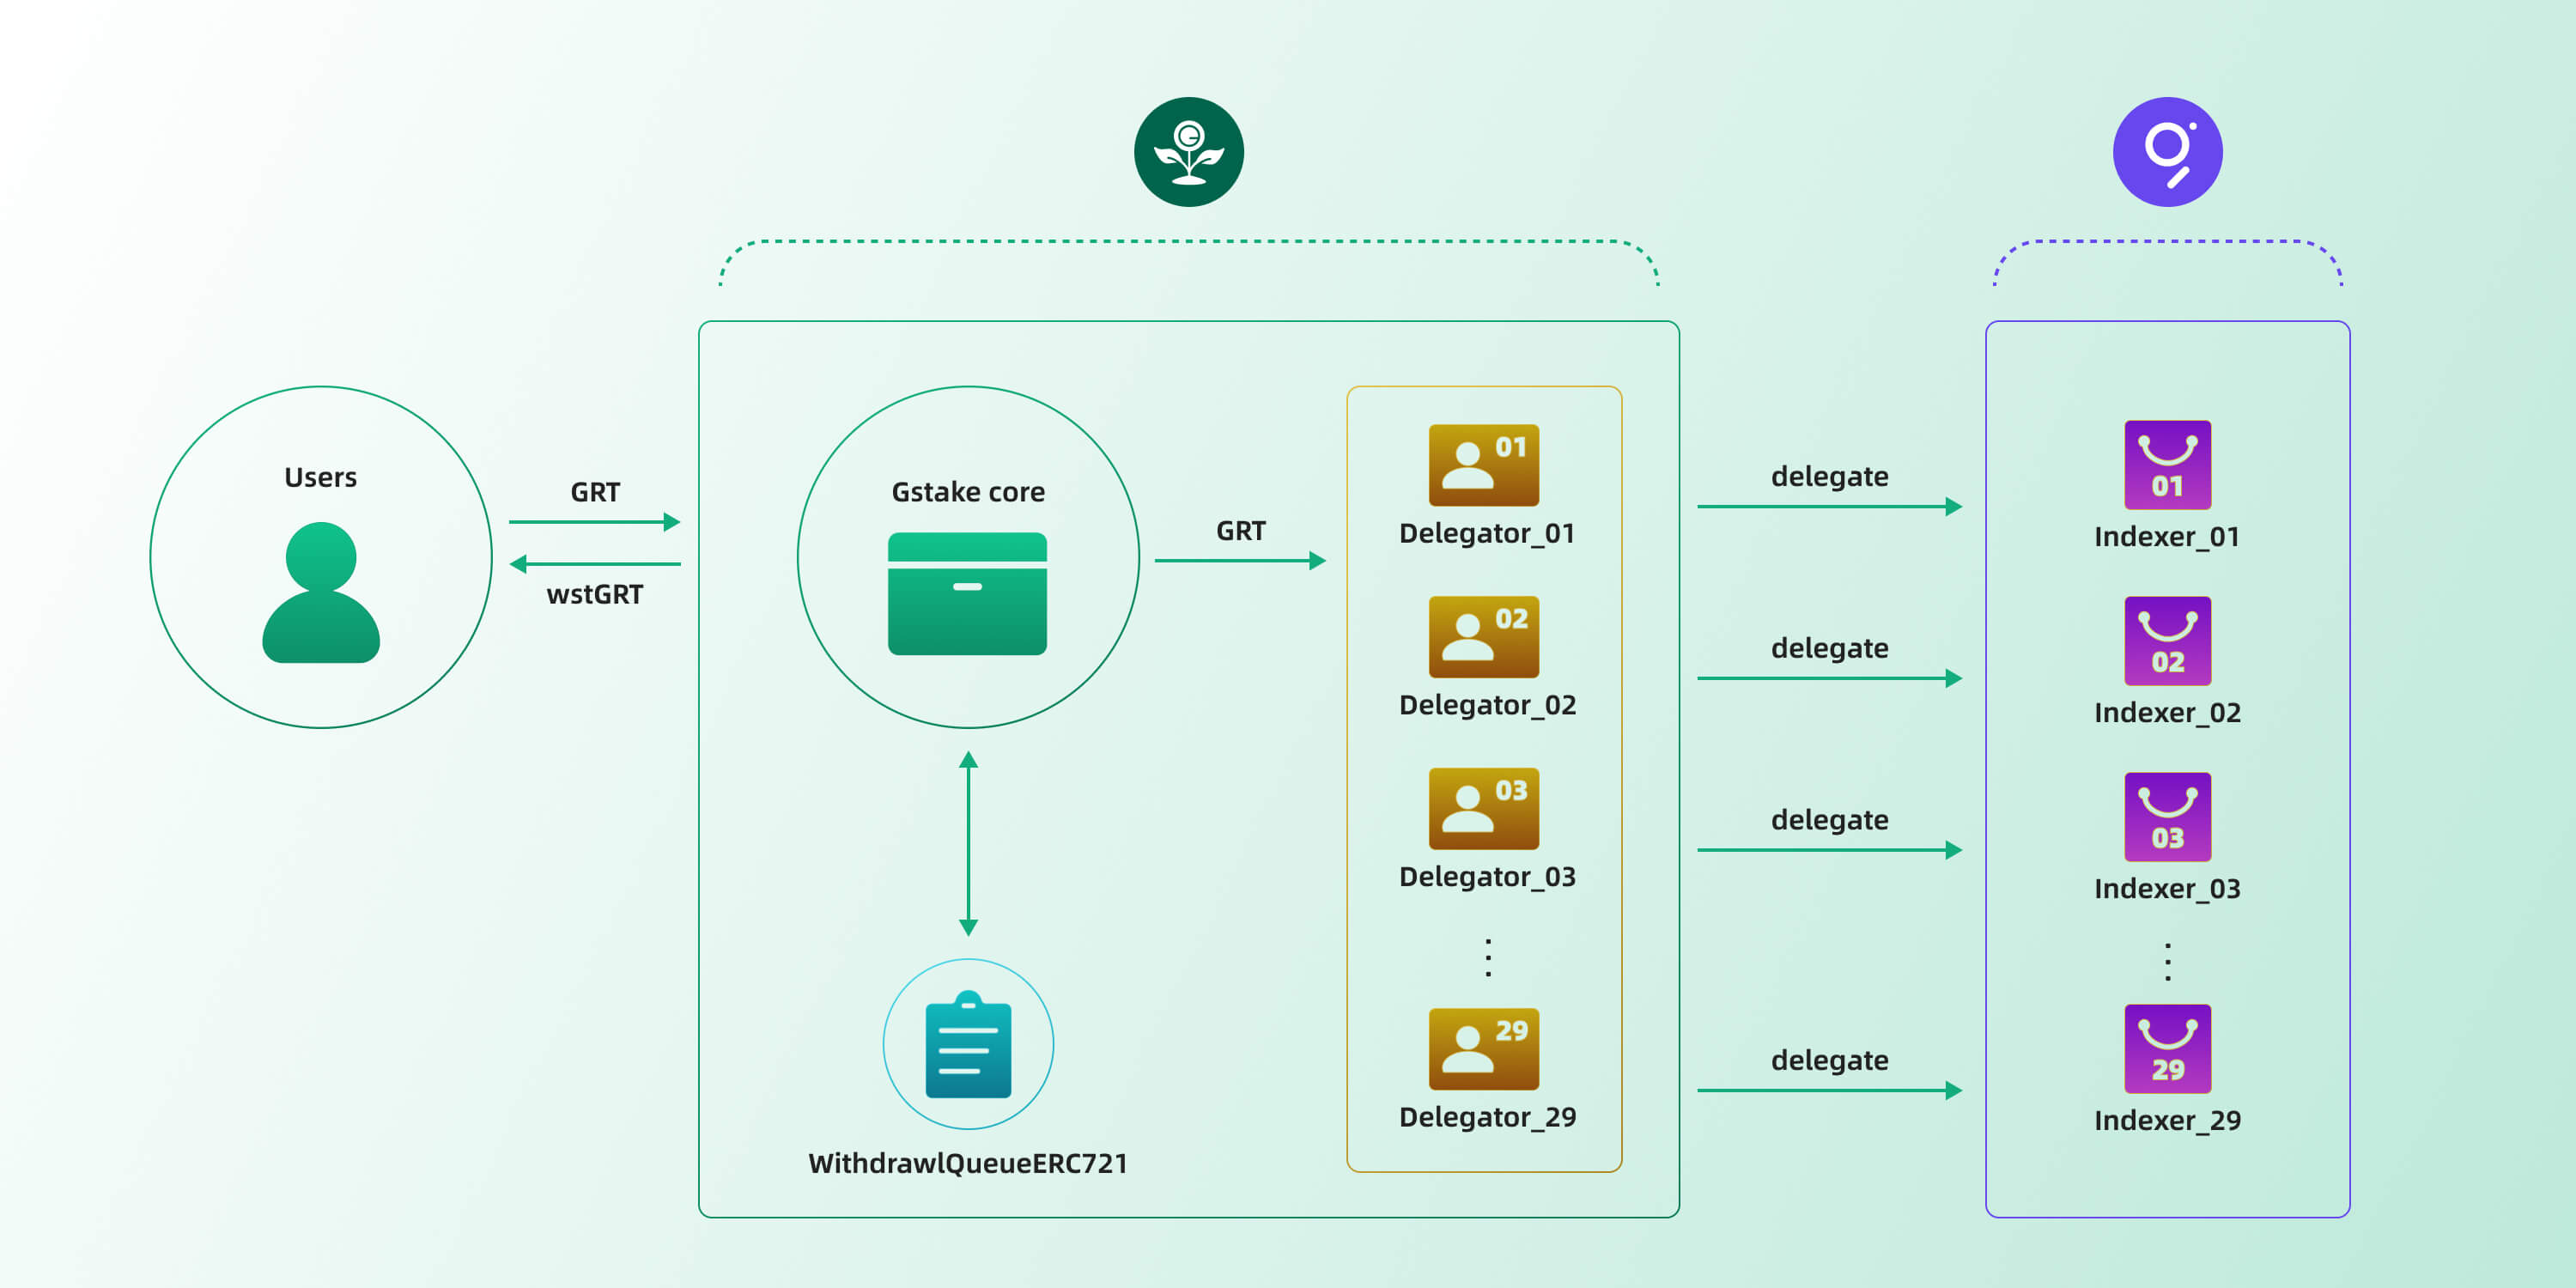 Users
GRT
wstGRT
Gstake core
GRT
WithdrawlQueueERC721
01
Delegator_01
02
Delegator_02
03
Delegator_03
29
Delegator_29
delegate
delegate
delegate
delegate
01
Indexer_01
02
Indexer_02
03
Indexer_03
29
Indexer_29